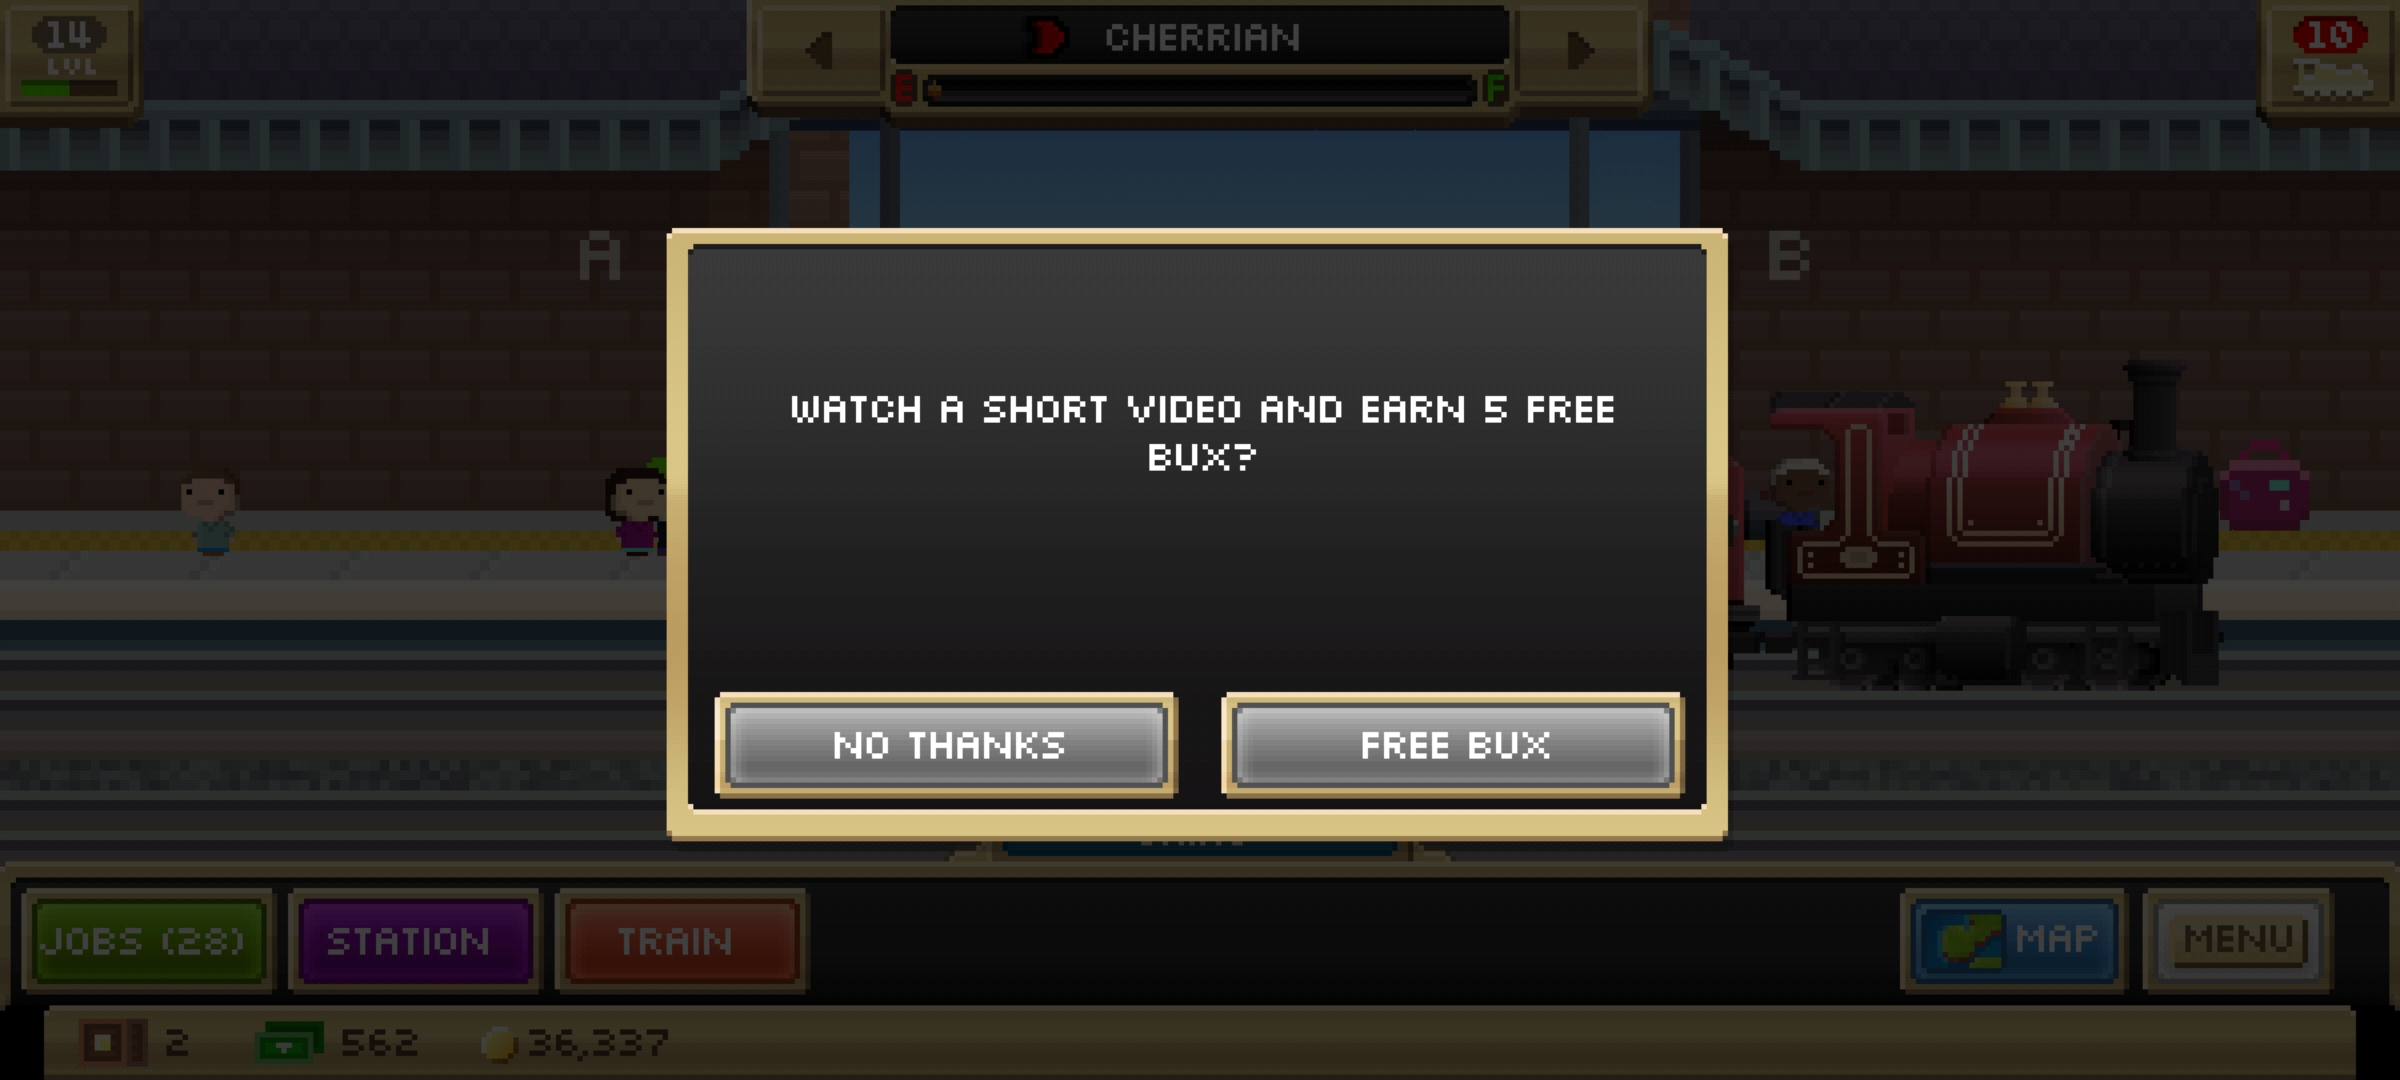 14
LVL
CHERRIAN
E
F
10
A
B
WATCH A SHORT VIDEO AND EARN 5 FREE
BUX?
NO THANKS
FREE BUX
JOBS (28)
STATION
TRAIN
MAP
MENU
2
562
36,337